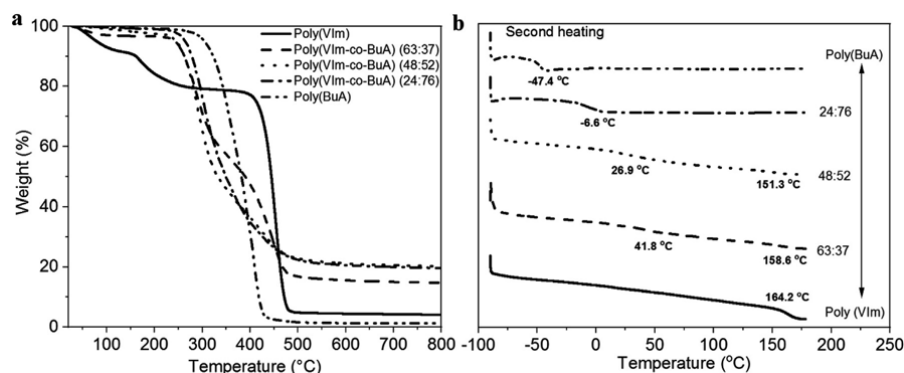 a
Weight (%)
100
80
60
40
20
0
Poly(VIm)
Poly(VIm-co-BuA) (63:37)
Poly(VIm-co-BuA) (48:52)
Poly(VIm-co-BuA) (24:76)
Poly(BuA)
100 200 300 400 500 600 700 800
Temperature (°C)
b
Second heating
Poly(BuA)
-47.4 °C
24:76
-6.6 °C
48:52
26.9 °C
151.3 °C
63:37
41.8 °C
158.6 °C
164.2 °C
Poly (VIm)
-100 -50 0 50 100 150 200 250
Temperature (°C)